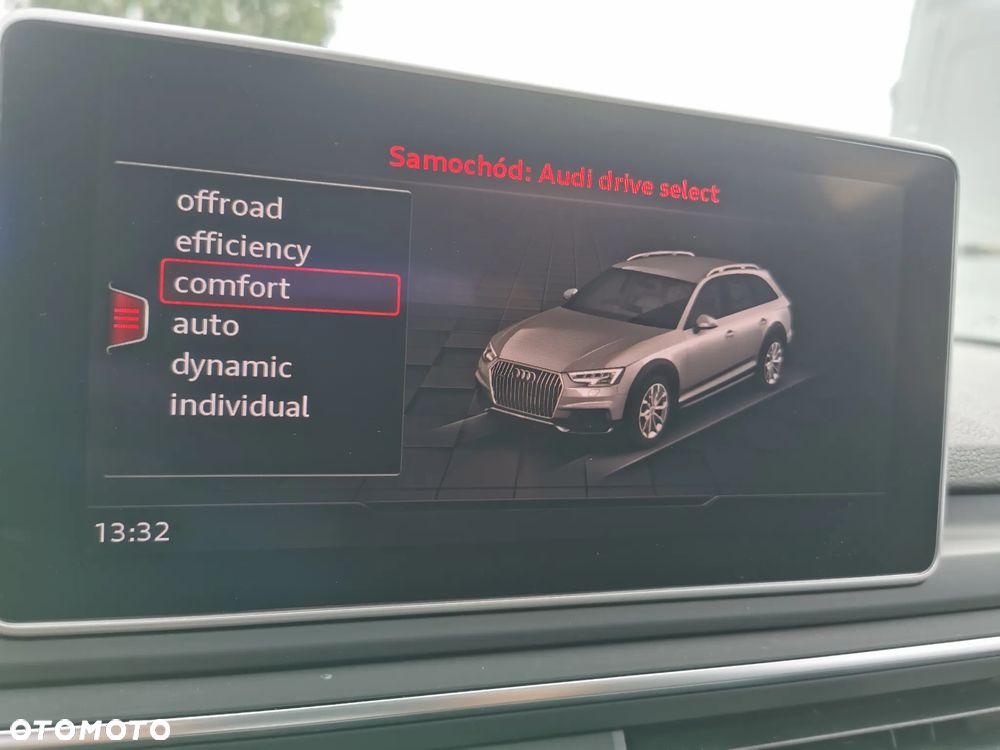 Samochód: Audi drive select
offroad
efficiency
comfort
auto
dynamic
individual
13:32
OTOMOTO